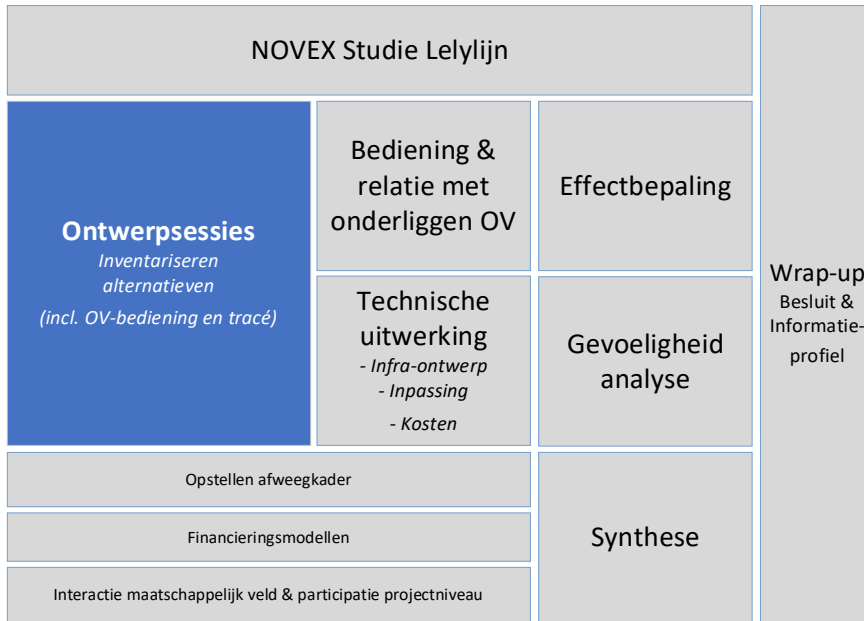 NOVEX Studie Lelylijn
Ontwerpsessies
Inventariseren
alternatieven
(incl. OV-bediening en tracé)
Bediening &
relatie met
onderliggen OV
Technische
uitwerking
- Infra-ontwerp
- Inpassing
- Kosten
Effectbepaling
Gevoeligheid
analyse
Opstellen afweegkader
Financieringsmodellen
Interactie maatschappelijk veld & participatie projectniveau
Synthese
Wrap-up
Besluit &
Informatie-
profiel